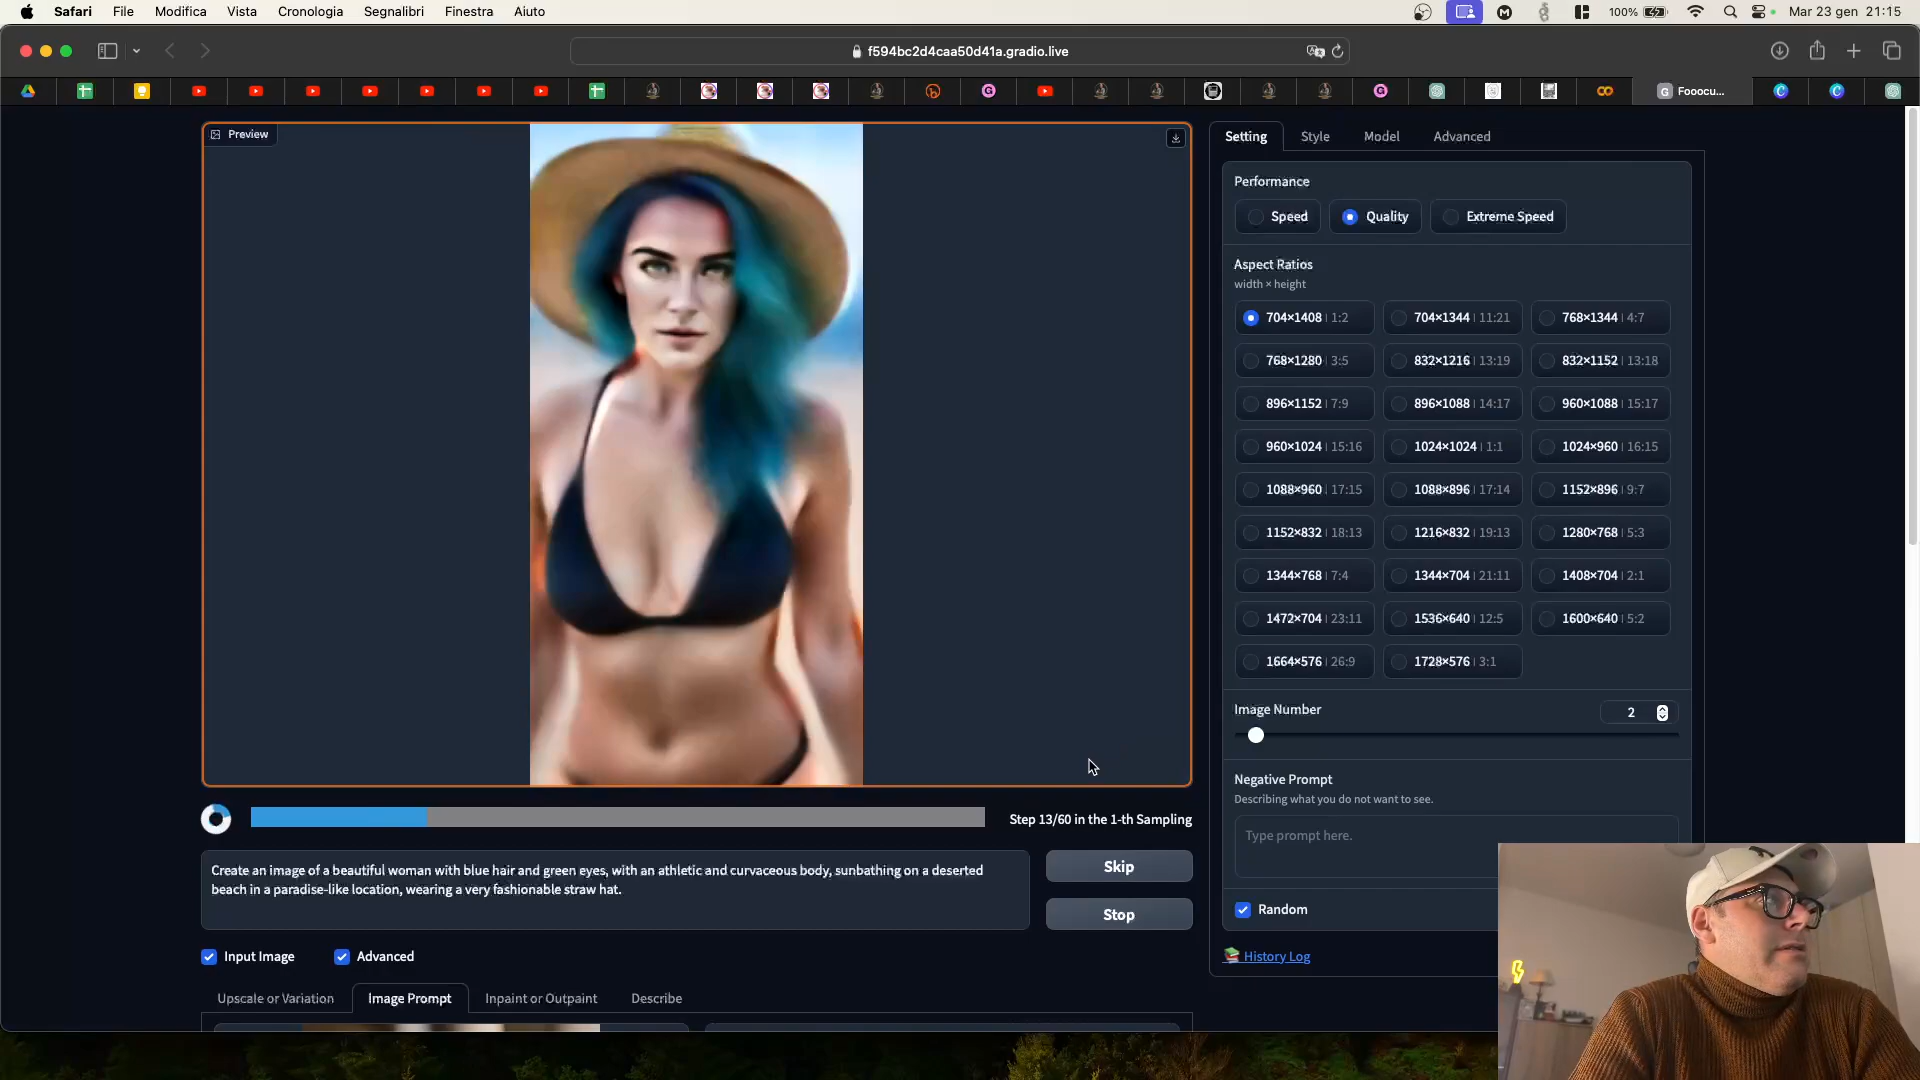 Safari File Modifica Vista Cronologia Segnalibri Finestra Aiuto
100% Mar 23 gen 21:15
f594bc2d4caa50d41a.gradio.live
Fooocu...
Preview
Setting Style Model Advanced
Performance
Speed Quality Extreme Speed
Aspect Ratios
width × height
704×1408 | 1:2 704×1344 | 11:21 768×1344 | 4:7
768×1280 | 3:5 832×1216 | 13:19 832×1152 | 13:18
896×1152 | 7:9 896×1088 | 14:17 960×1088 | 15:17
960×1024 | 15:16 1024×1024 | 1:1 1024×960 | 16:15
1088×960 | 17:15 1088×896 | 17:14 1152×896 | 9:7
1152×832 | 18:13 1216×832 | 19:13 1280×768 | 5:3
1344×768 | 7:4 1344×704 | 21:11 1408×704 | 2:1
1472×704 | 23:11 1536×640 | 12:5 1600×640 | 5:2
1664×576 | 26:9 1728×576 | 3:1
Image Number 2
Negative Prompt
Describing what you do not want to see.
Type prompt here.
Random
History Log
Step 13/60 in the 1-th Sampling
Create an image of a beautiful woman with blue hair and green eyes, with an athletic and curvaceous body, sunbathing on a deserted
beach in a paradise-like location, wearing a very fashionable straw hat.
Skip
Stop
Input Image Advanced
Upscale or Variation Image Prompt Inpaint or Outpaint Describe